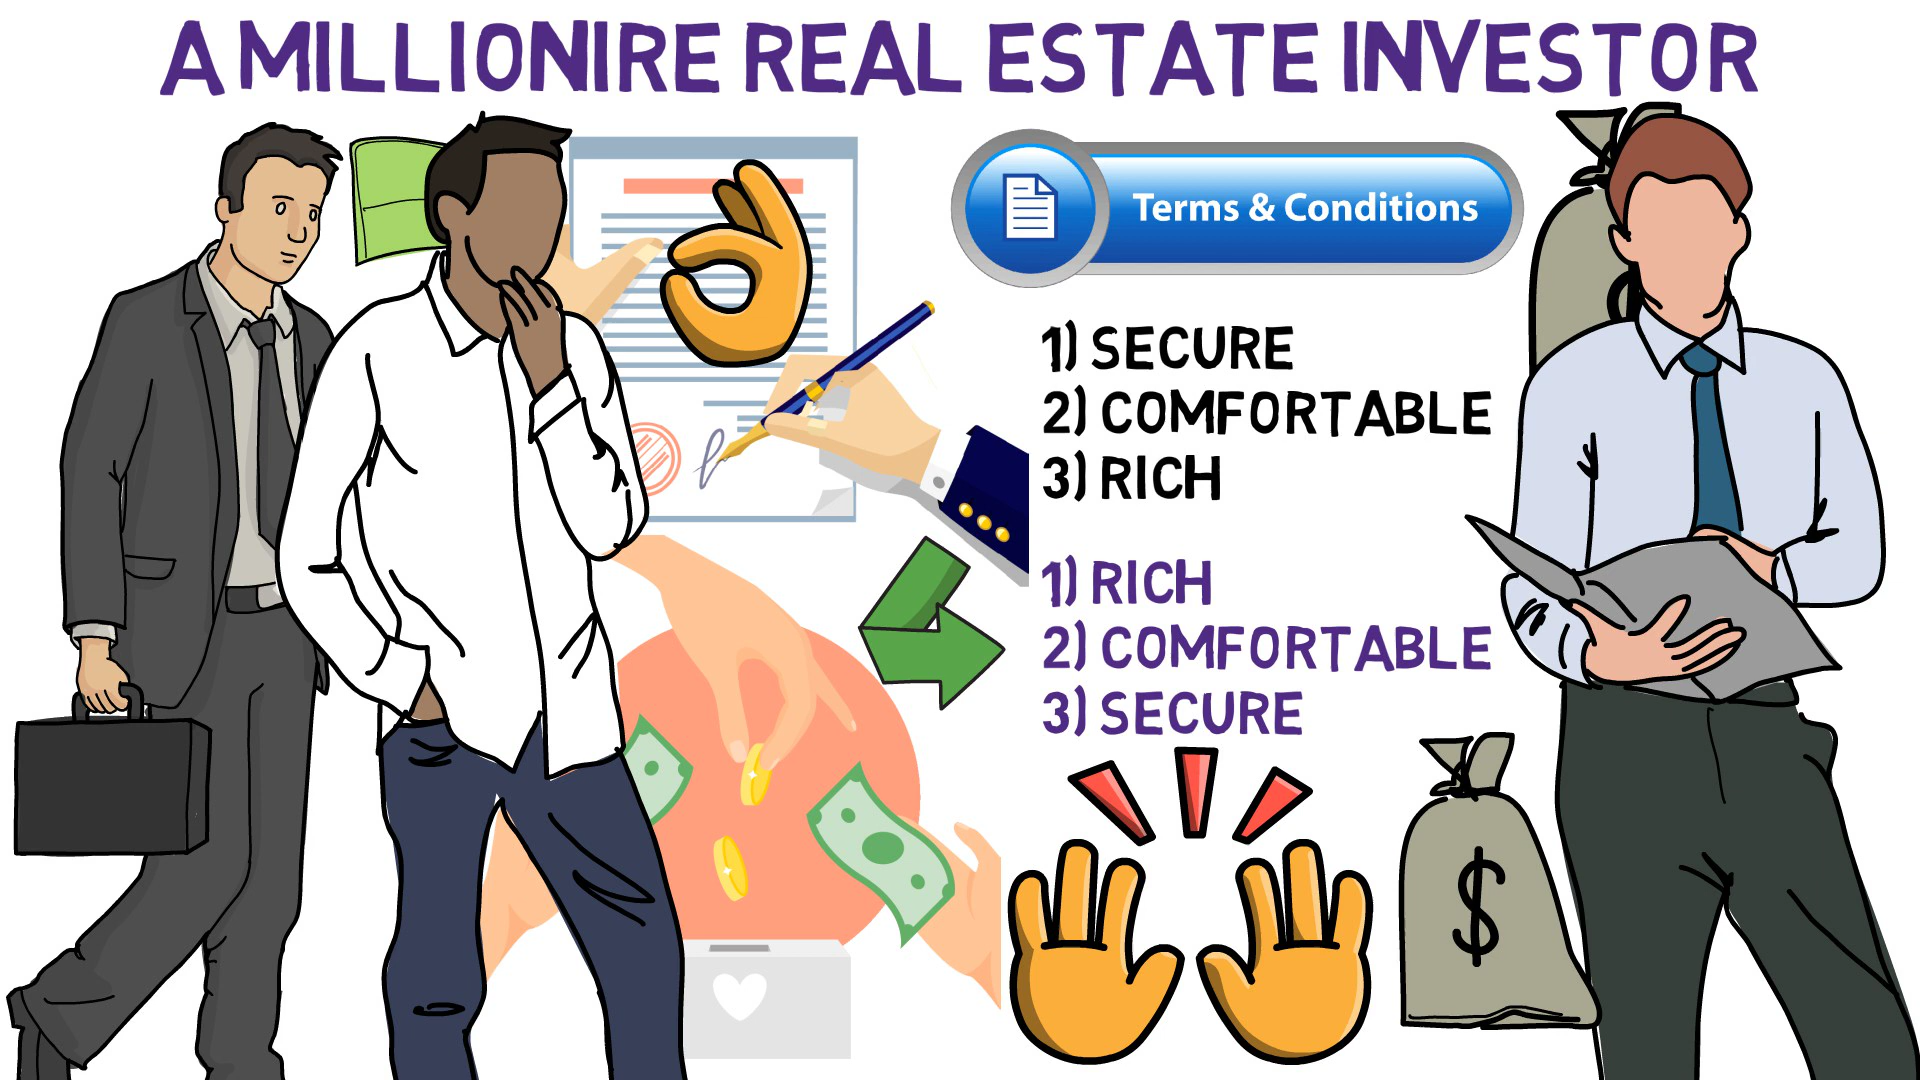 A MILLIONIRE REAL ESTATE INVESTOR
Terms & Conditions
1) SECURE
2) COMFORTABLE
3) RICH
1) RICH
2) COMFORTABLE
3) SECURE
$